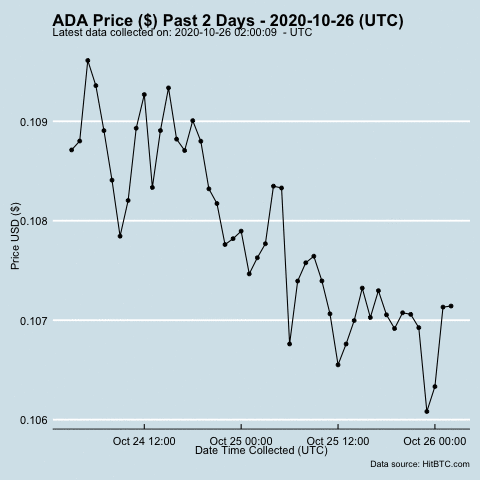 ADA Price ($) Past 2 Days - 2020-10-26 (UTC)
Latest data collected on: 2020-10-26 02:00:09  - UTC
0.109
0.108
0.107
0.106
Price USD ($)
Oct 24 12:00 Oct 25 00:00 Oct 25 12:00 Oct 26 00:00
Date Time Collected (UTC)
Data source: HitBTC.com